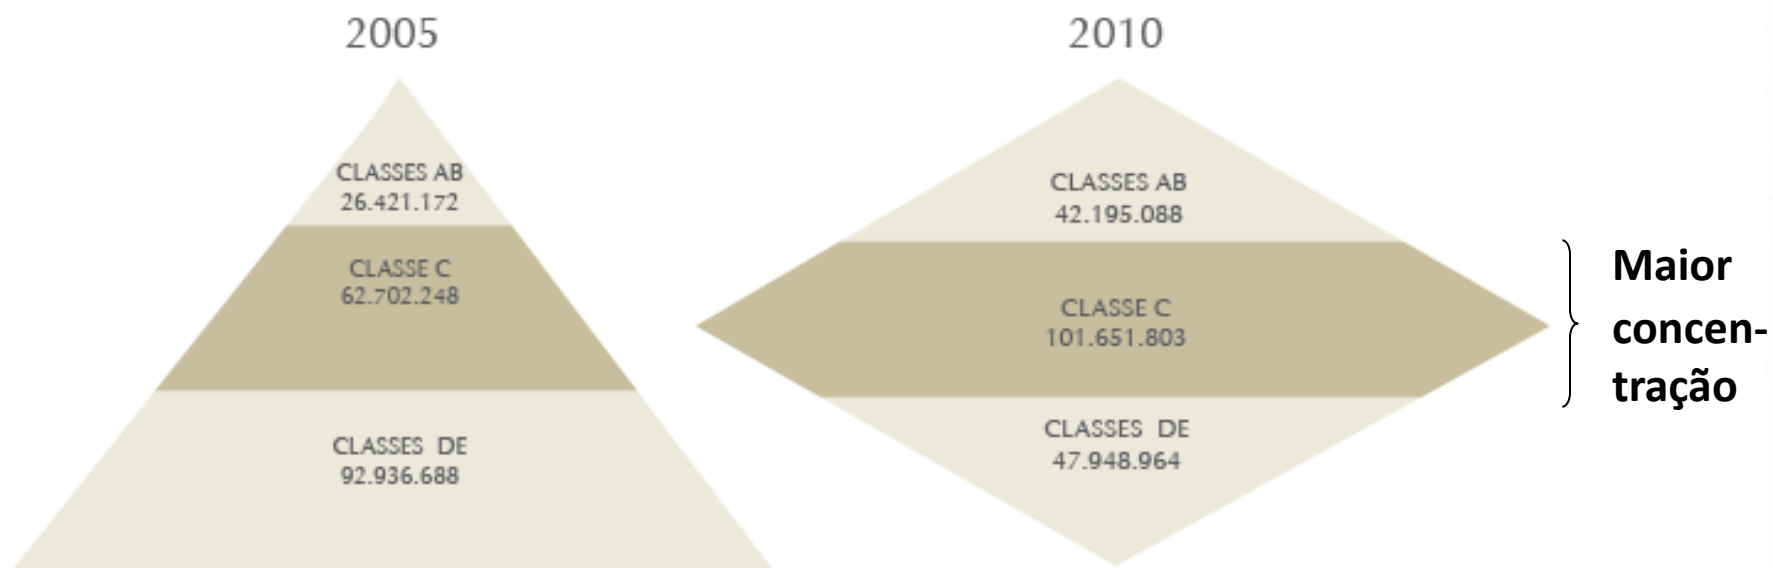 2005
CLASSES AB
26.421.172
CLASSE C
62.702.248
CLASSES DE
92.936.688
2010
CLASSES AB
42.195.088
CLASSE C
101.651.803
CLASSES DE
47.948.964
Maior
concen-
tração